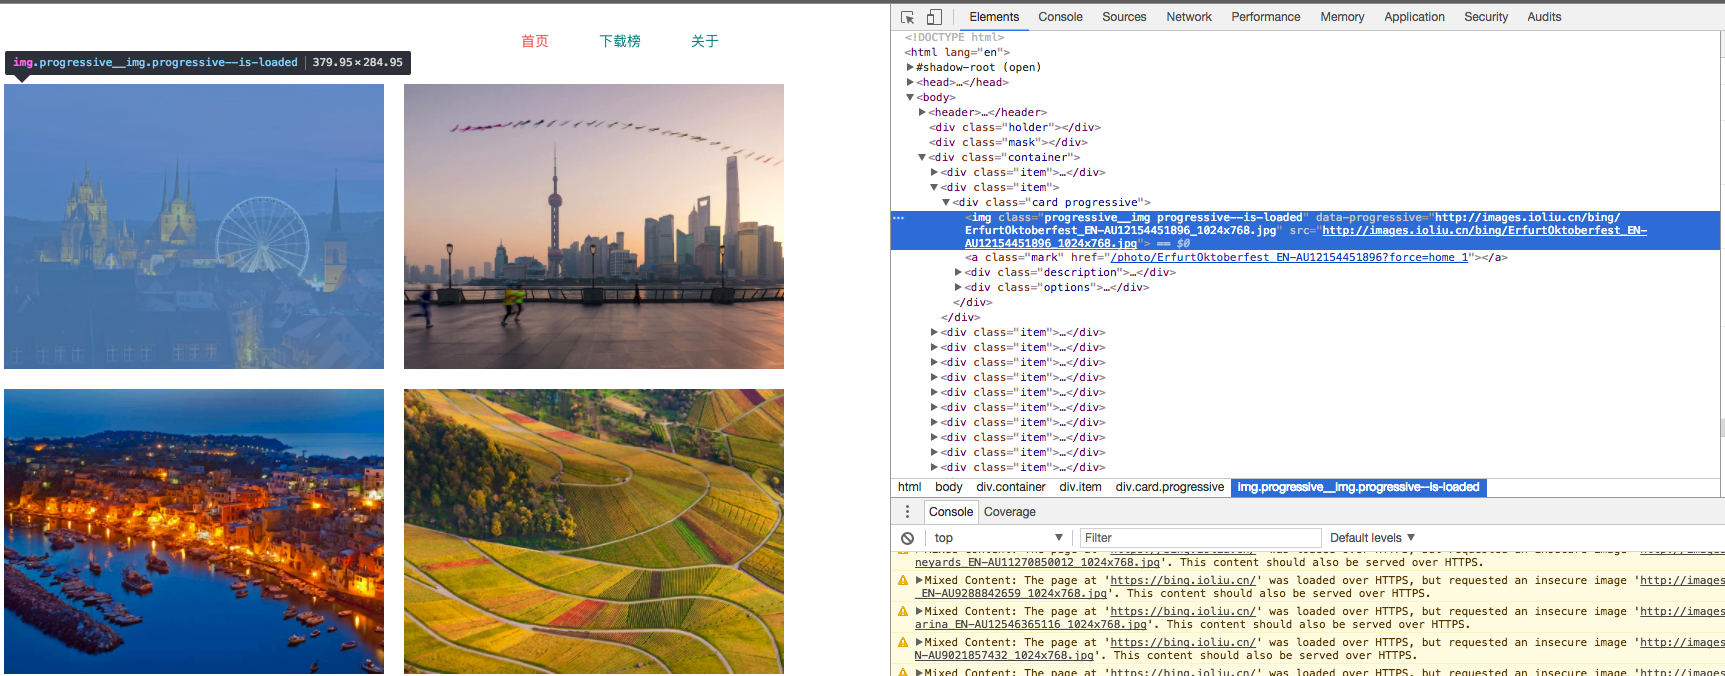 首页 下载榜 关于
img.progressive__img.progressive--is-loaded 379.95×284.95
Elements Console Sources Network Performance Memory Application Security Audits
<!DOCTYPE html>
<html lang="en">
#shadow-root (open)
<head>…</head>
<body>
<header>…</header>
<div class="holder"></div>
<div class="mask"></div>
<div class="container">
<div class="item">…</div>
<div class="item">
<div class="card progressive">
<img class="progressive__img progressive--is-loaded" data-progressive="http://images.ioliu.cn/bing/
ErfurtOktoberfest_EN-AU12154451896_1024x768.jpg" src="http://images.ioliu.cn/bing/ErfurtOktoberfest_EN-
AU12154451896_1024x768.jpg"> == $0
<a class="mark" href="/photo/ErfurtOktoberfest_EN-AU12154451896?force=home_1"></a>
<div class="description">…</div>
<div class="options">…</div>
</div>
</div>
<div class="item">…</div>
<div class="item">…</div>
<div class="item">…</div>
<div class="item">…</div>
<div class="item">…</div>
<div class="item">…</div>
<div class="item">…</div>
<div class="item">…</div>
<div class="item">…</div>
<div class="item">…</div>
html body div.container div.item div.card.progressive img.progressive__img.progressive--is-loaded
Console Coverage
top Filter Default levels
neyards_EN-AU11270850012_1024x768.jpg'. This content should also be served over HTTPS.
Mixed Content: The page at 'https://bing.ioliu.cn/' was loaded over HTTPS, but requested an insecure image 'http://images
_EN-AU9288842659_1024x768.jpg'. This content should also be served over HTTPS.
Mixed Content: The page at 'https://bing.ioliu.cn/' was loaded over HTTPS, but requested an insecure image 'http://images
arina_EN-AU12546365116_1024x768.jpg'. This content should also be served over HTTPS.
Mixed Content: The page at 'https://bing.ioliu.cn/' was loaded over HTTPS, but requested an insecure image 'http://images
N-AU9021857432_1024x768.jpg'. This content should also be served over HTTPS.
Mixed Content: The page at 'https://bing.ioliu.cn/' was loaded over HTTPS, but requested an insecure image 'http://images